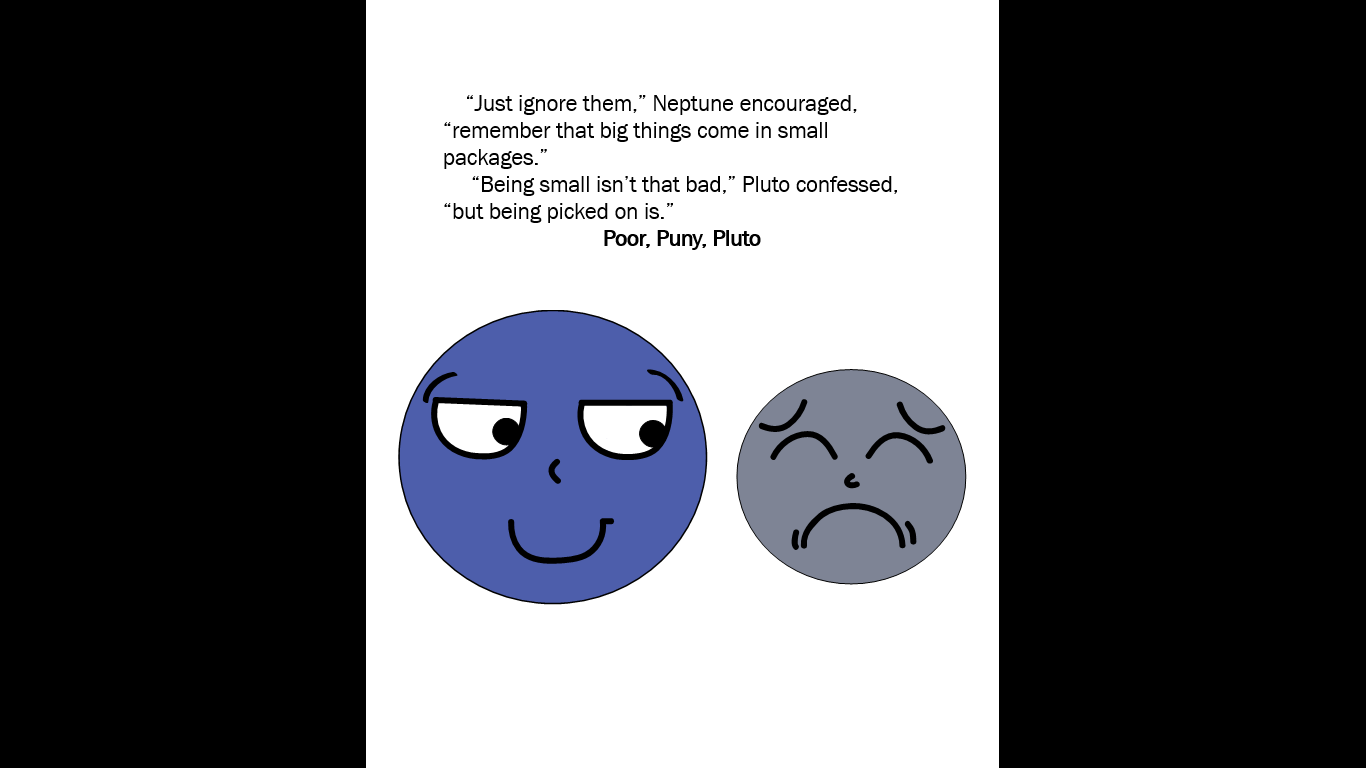 “Just ignore them,” Neptune encouraged,
“remember that big things come in small
packages.”
“Being small isn’t that bad,” Pluto confessed,
“but being picked on is.”
Poor, Puny, Pluto